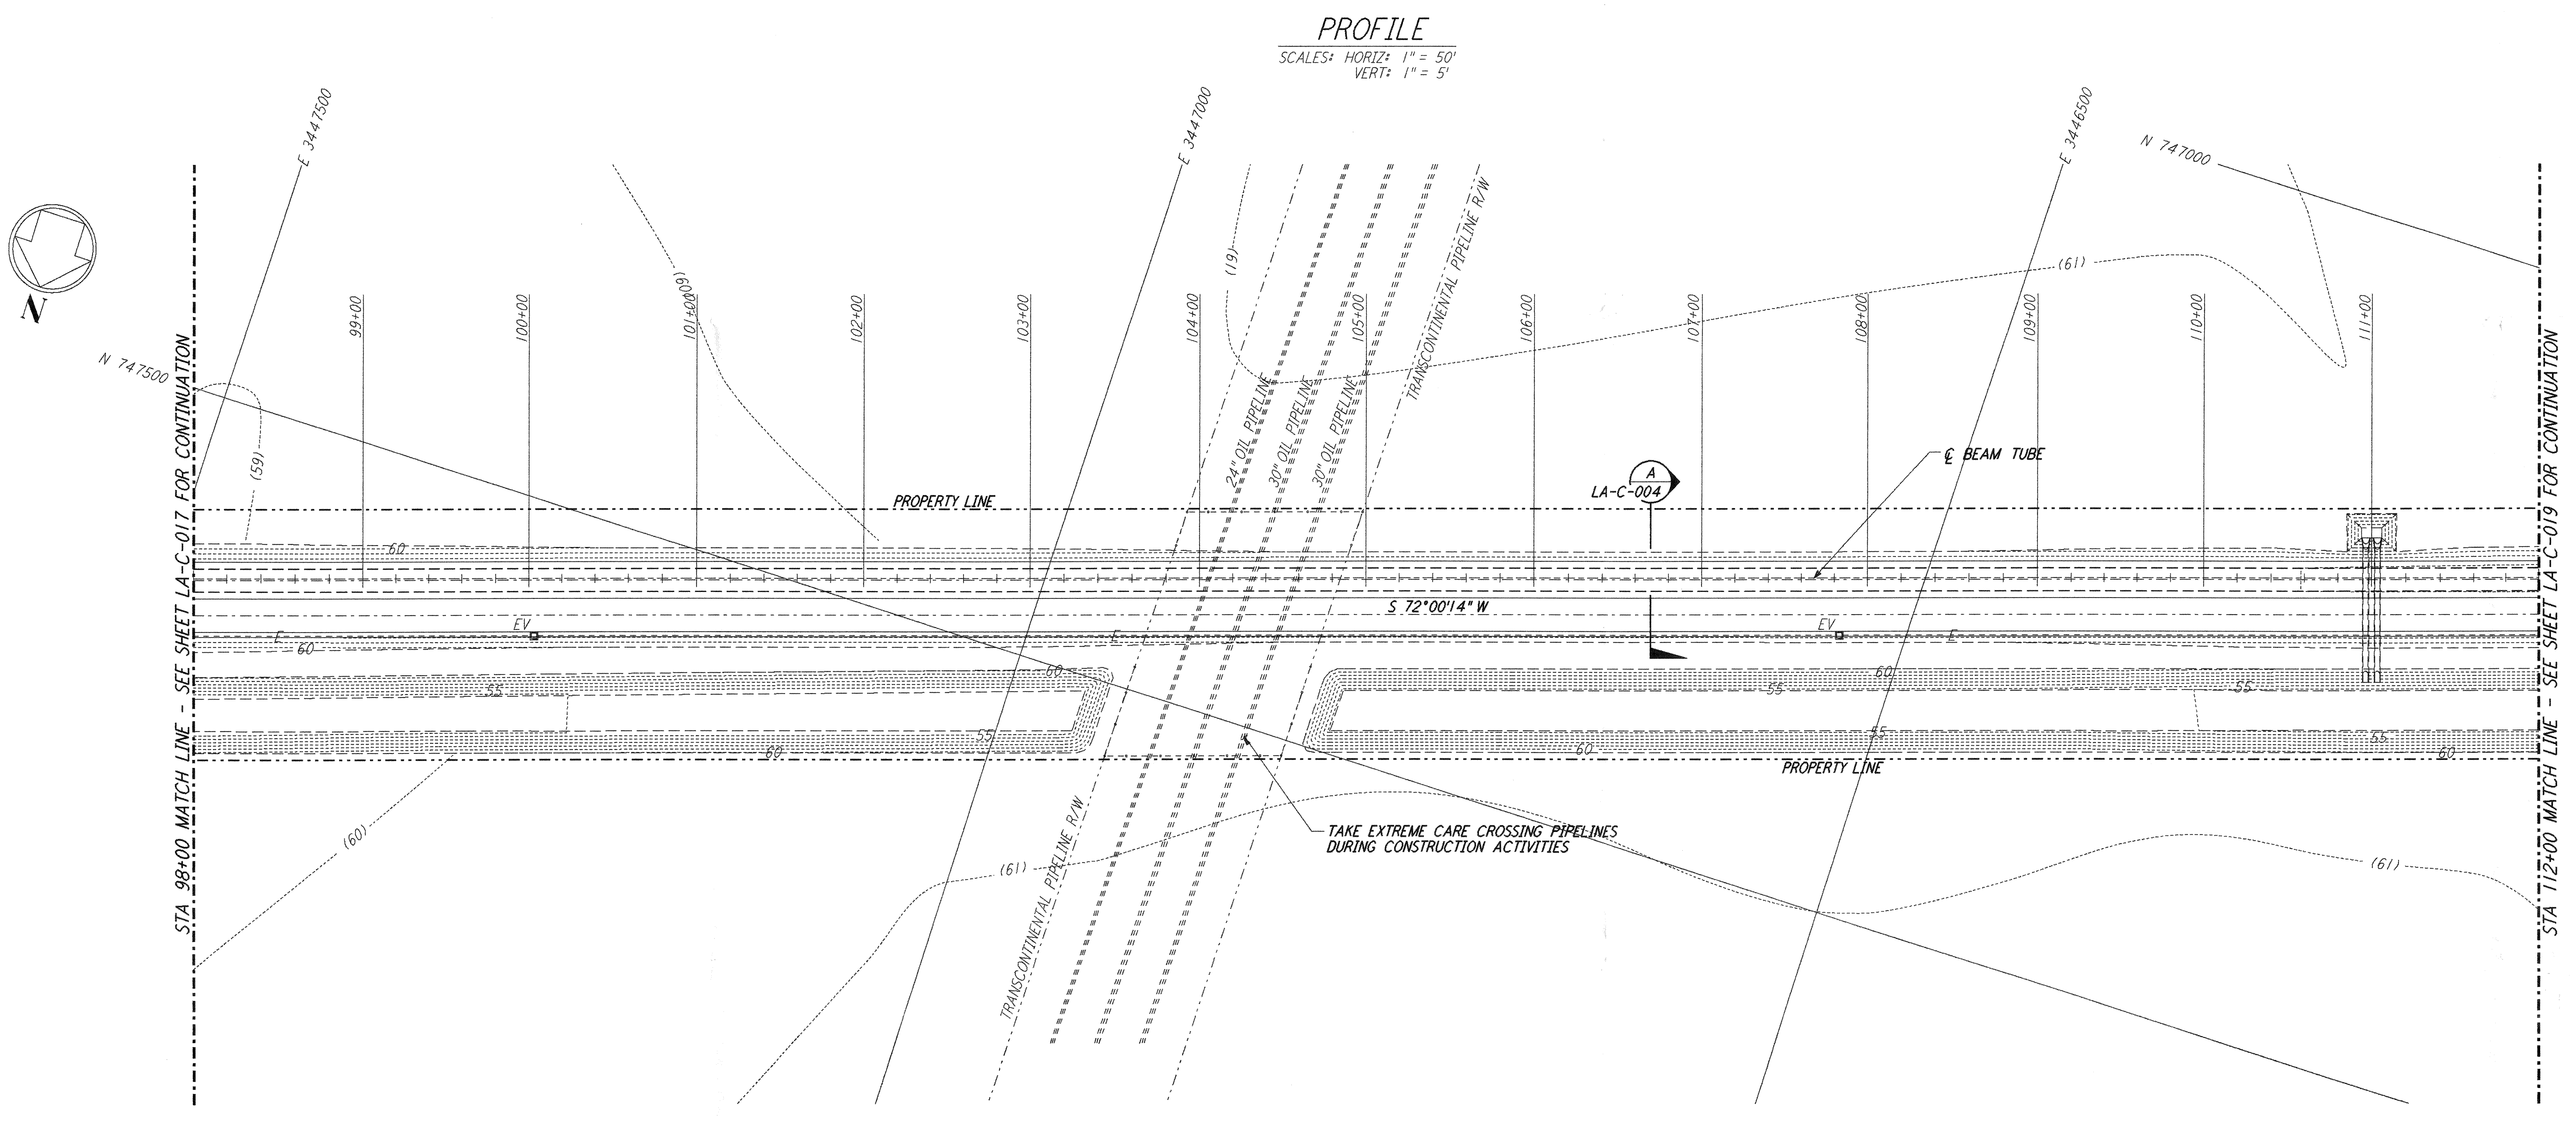 PROFILE
SCALES: HORIZ: 1" = 50'
VERT: 1" = 5'
E 3447500
E 3447000
E 3446500
N 747000
N
N 747500
99+00
100+00
101+00
102+00
103+00
104+00
105+00
106+00
107+00
108+00
109+00
110+00
111+00
(60)
(19)
(61)
(59)
TRANSCONTINENTAL PIPELINE R/W
24" OIL PIPELINE
30" OIL PIPELINE
30" OIL PIPELINE
STA 98+00 MATCH LINE - SEE SHEET LA-C-017 FOR CONTINUATION
STA 112+00 MATCH LINE - SEE SHEET LA-C-019 FOR CONTINUATION
℄ BEAM TUBE
A
LA-C-004
PROPERTY LINE
60
S 72°00'14" W
EV
EV
E
E
E
60
60
60
55
55
55
55
55
55
60
60
60
PROPERTY LINE
(60)
TAKE EXTREME CARE CROSSING PIPELINES
DURING CONSTRUCTION ACTIVITIES
(61)
(61)
TRANSCONTINENTAL PIPELINE R/W